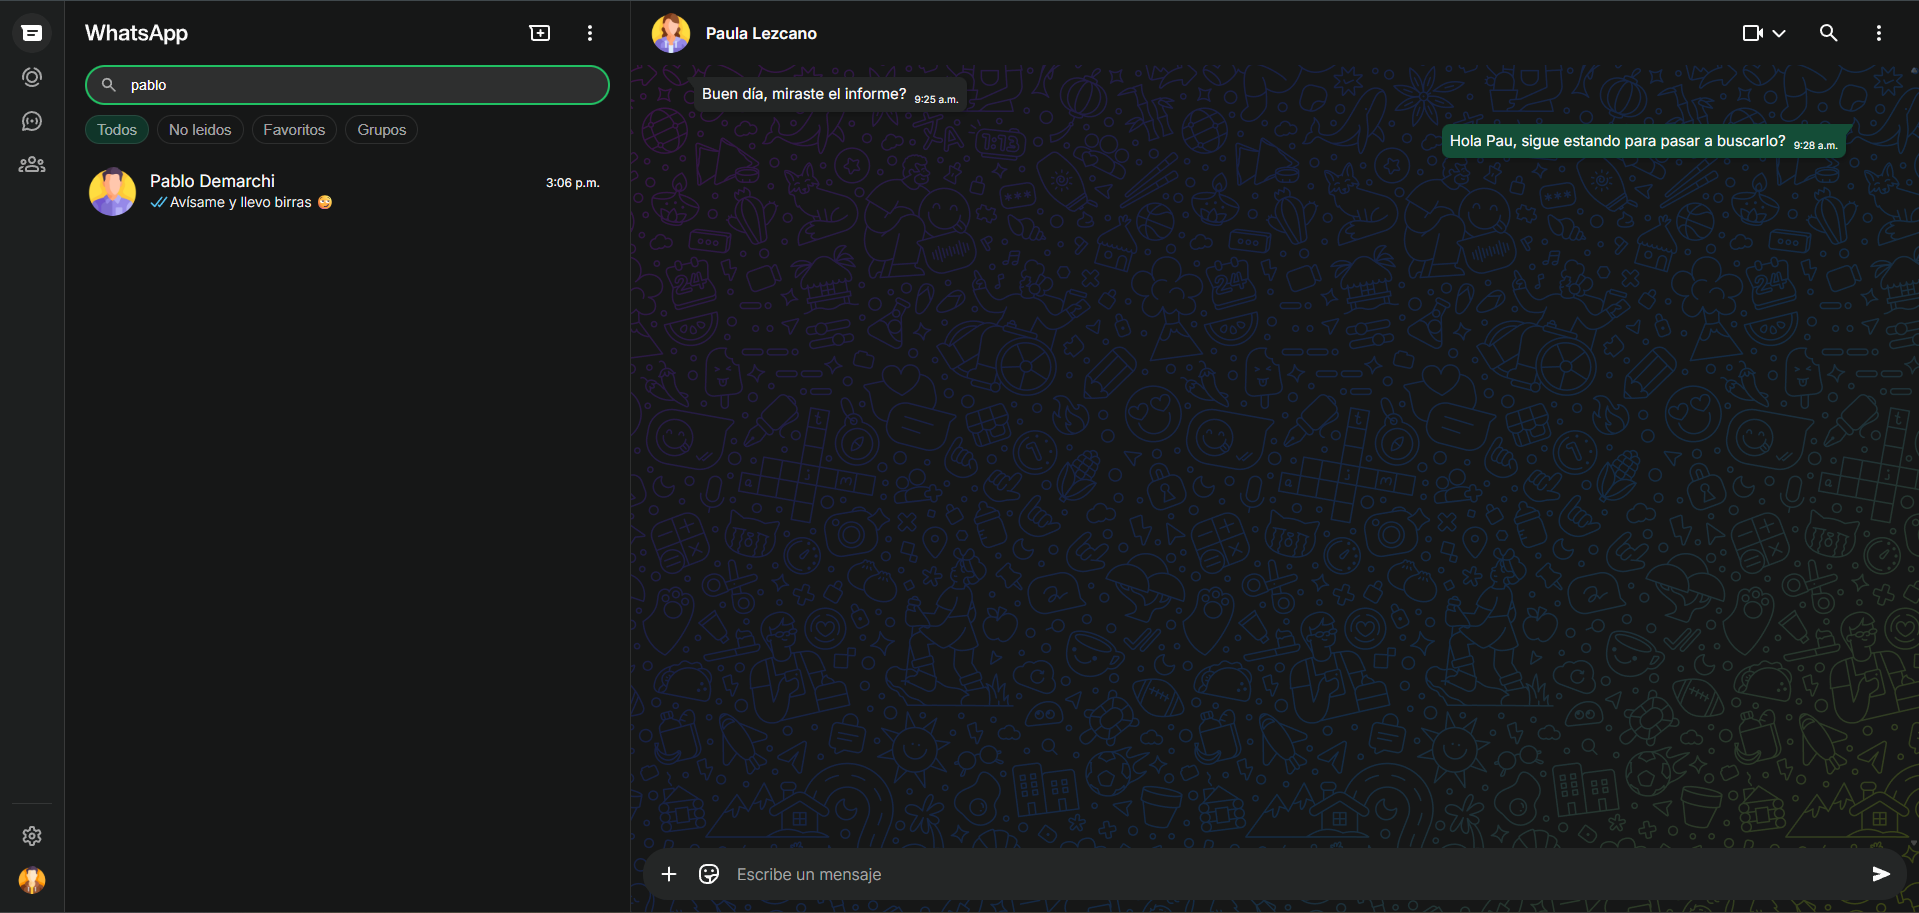 WhatsApp
pablo
Todos No leidos Favoritos Grupos
Pablo Demarchi 3:06 p.m.
Avísame y llevo birras
Paula Lezcano
Buen día, miraste el informe? 9:25 a.m.
Hola Pau, sigue estando para pasar a buscarlo? 9:28 a.m.
Escribe un mensaje